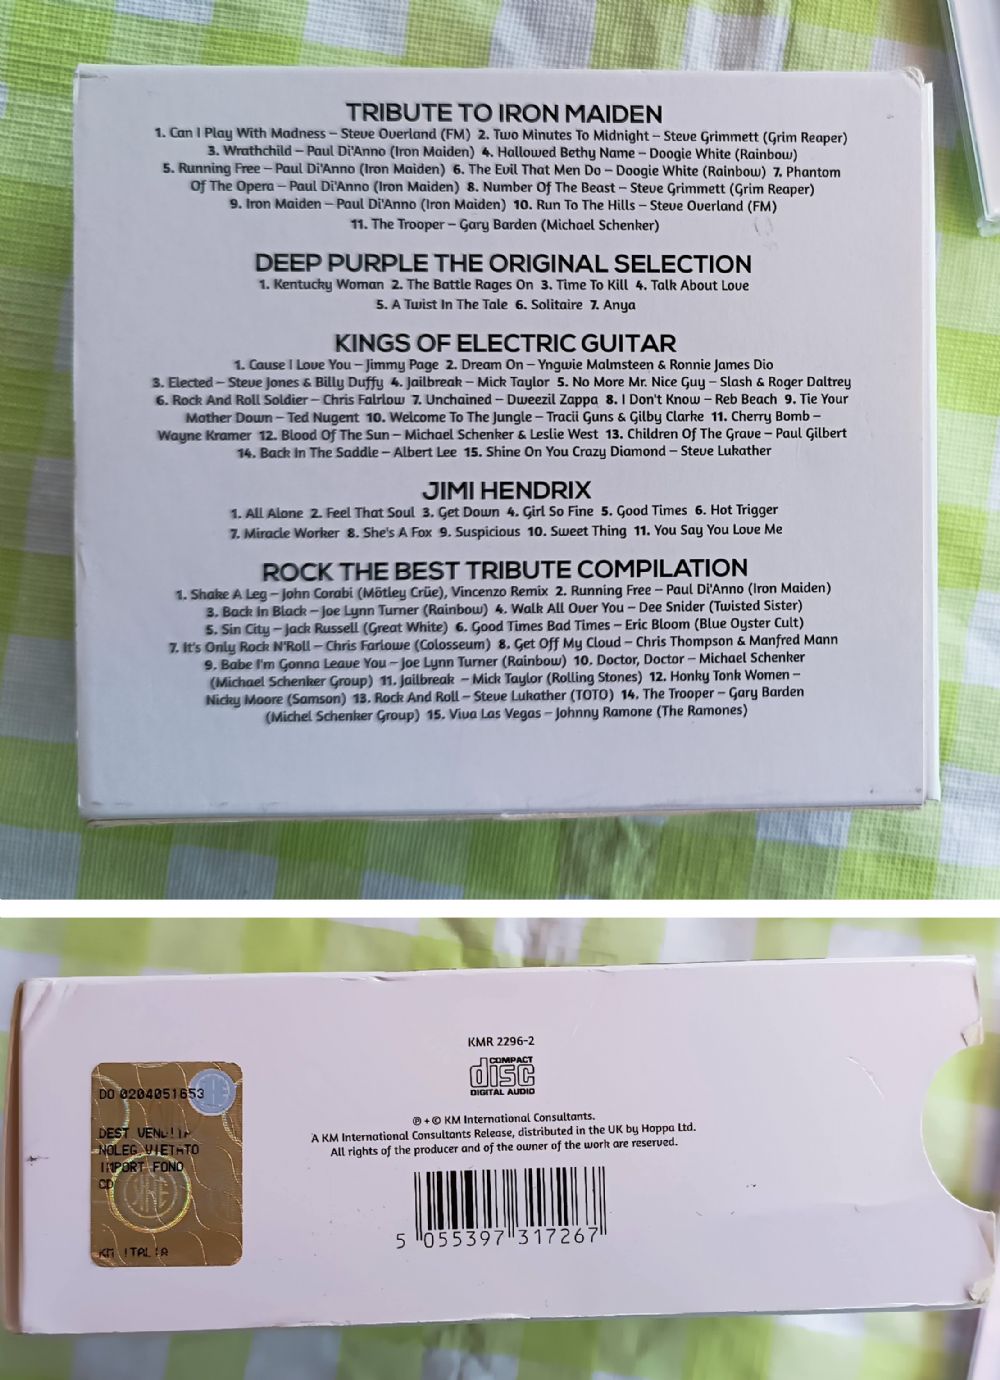 TRIBUTE TO IRON MAIDEN
1. Can I Play With Madness – Steve Overland (FM) 2. Two Minutes To Midnight – Steve Grimmett (Grim Reaper)
3. Wrathchild – Paul Di'Anno (Iron Maiden) 4. Hallowed Bethy Name – Doogie White (Rainbow)
5. Running Free – Paul Di'Anno (Iron Maiden) 6. The Evil That Men Do – Doogie White (Rainbow) 7. Phantom
Of The Opera – Paul Di'Anno (Iron Maiden) 8. Number Of The Beast – Steve Grimmett (Grim Reaper)
9. Iron Maiden – Paul Di'Anno (Iron Maiden) 10. Run To The Hills – Steve Overland (FM)
11. The Trooper – Gary Barden (Michael Schenker)
DEEP PURPLE THE ORIGINAL SELECTION
1. Kentucky Woman 2. The Battle Rages On 3. Time To Kill 4. Talk About Love
5. A Twist In The Tale 6. Solitaire 7. Anya
KINGS OF ELECTRIC GUITAR
1. Cause I Love You – Jimmy Page 2. Dream On – Yngwie Malmsteen & Ronnie James Dio
3. Elected – Steve Jones & Billy Duffy 4. Jailbreak – Mick Taylor 5. No More Mr. Nice Guy – Slash & Roger Daltrey
6. Rock And Roll Soldier – Chris Falrlow 7. Unchained – Dweezil Zappa 8. I Don't Know – Reb Beach 9. Tie Your
Mother Down – Ted Nugent 10. Welcome To The Jungle – Tracii Guns & Gilby Clarke 11. Cherry Bomb –
Wayne Kramer 12. Blood Of The Sun – Michael Schenker & Leslie West 13. Children Of The Grave – Paul Gilbert
14. Back In The Saddle – Albert Lee 15. Shine On You Crazy Diamond – Steve Lukather
JIMI HENDRIX
1. All Alone 2. Feel That Soul 3. Get Down 4. Girl So Fine 5. Good Times 6. Hot Trigger
7. Miracle Worker 8. She's A Fox 9. Suspicious 10. Sweet Thing 11. You Say You Love Me
ROCK THE BEST TRIBUTE COMPILATION
1. Shake A Leg – John Corabi (Mötley Crüe), Vincenzo Remix 2. Running Free – Paul Di'Anno (Iron Maiden)
3. Back In Black – Joe Lynn Turner (Rainbow) 4. Walk All Over You – Dee Snider (Twisted Sister)
5. Sin City – Jack Russell (Great White) 6. Good Times Bad Times – Eric Bloom (Blue Oyster Cult)
7. It's Only Rock N'Roll – Chris Farlowe (Colosseum) 8. Get Off My Cloud – Chris Thompson & Manfred Mann
9. Babe I'm Gonna Leave You – Joe Lynn Turner (Rainbow) 10. Doctor, Doctor – Michael Schenker
(Michael Schenker Group) 11. Jailbreak – Mick Taylor (Rolling Stones) 12. Honky Tonk Women –
Nicky Moore (Samson) 13. Rock And Roll – Steve Lukather (TOTO) 14. The Trooper – Gary Barden
(Michel Schenker Group) 15. Viva Las Vegas – Johnny Ramone (The Ramones)
KMR 2296-2
COMPACT
disc
DIGITAL AUDIO
℗ + © KM International Consultants.
A KM International Consultants Release, distributed in the UK by Hoppa Ltd.
All rights of the producer and of the owner of the work are reserved.
5 055397 317267
DO 0204051653
DEST VENDITA
NOLEG VIETATO
IMPORT FONO
CD
SIAE
KM ITALIA